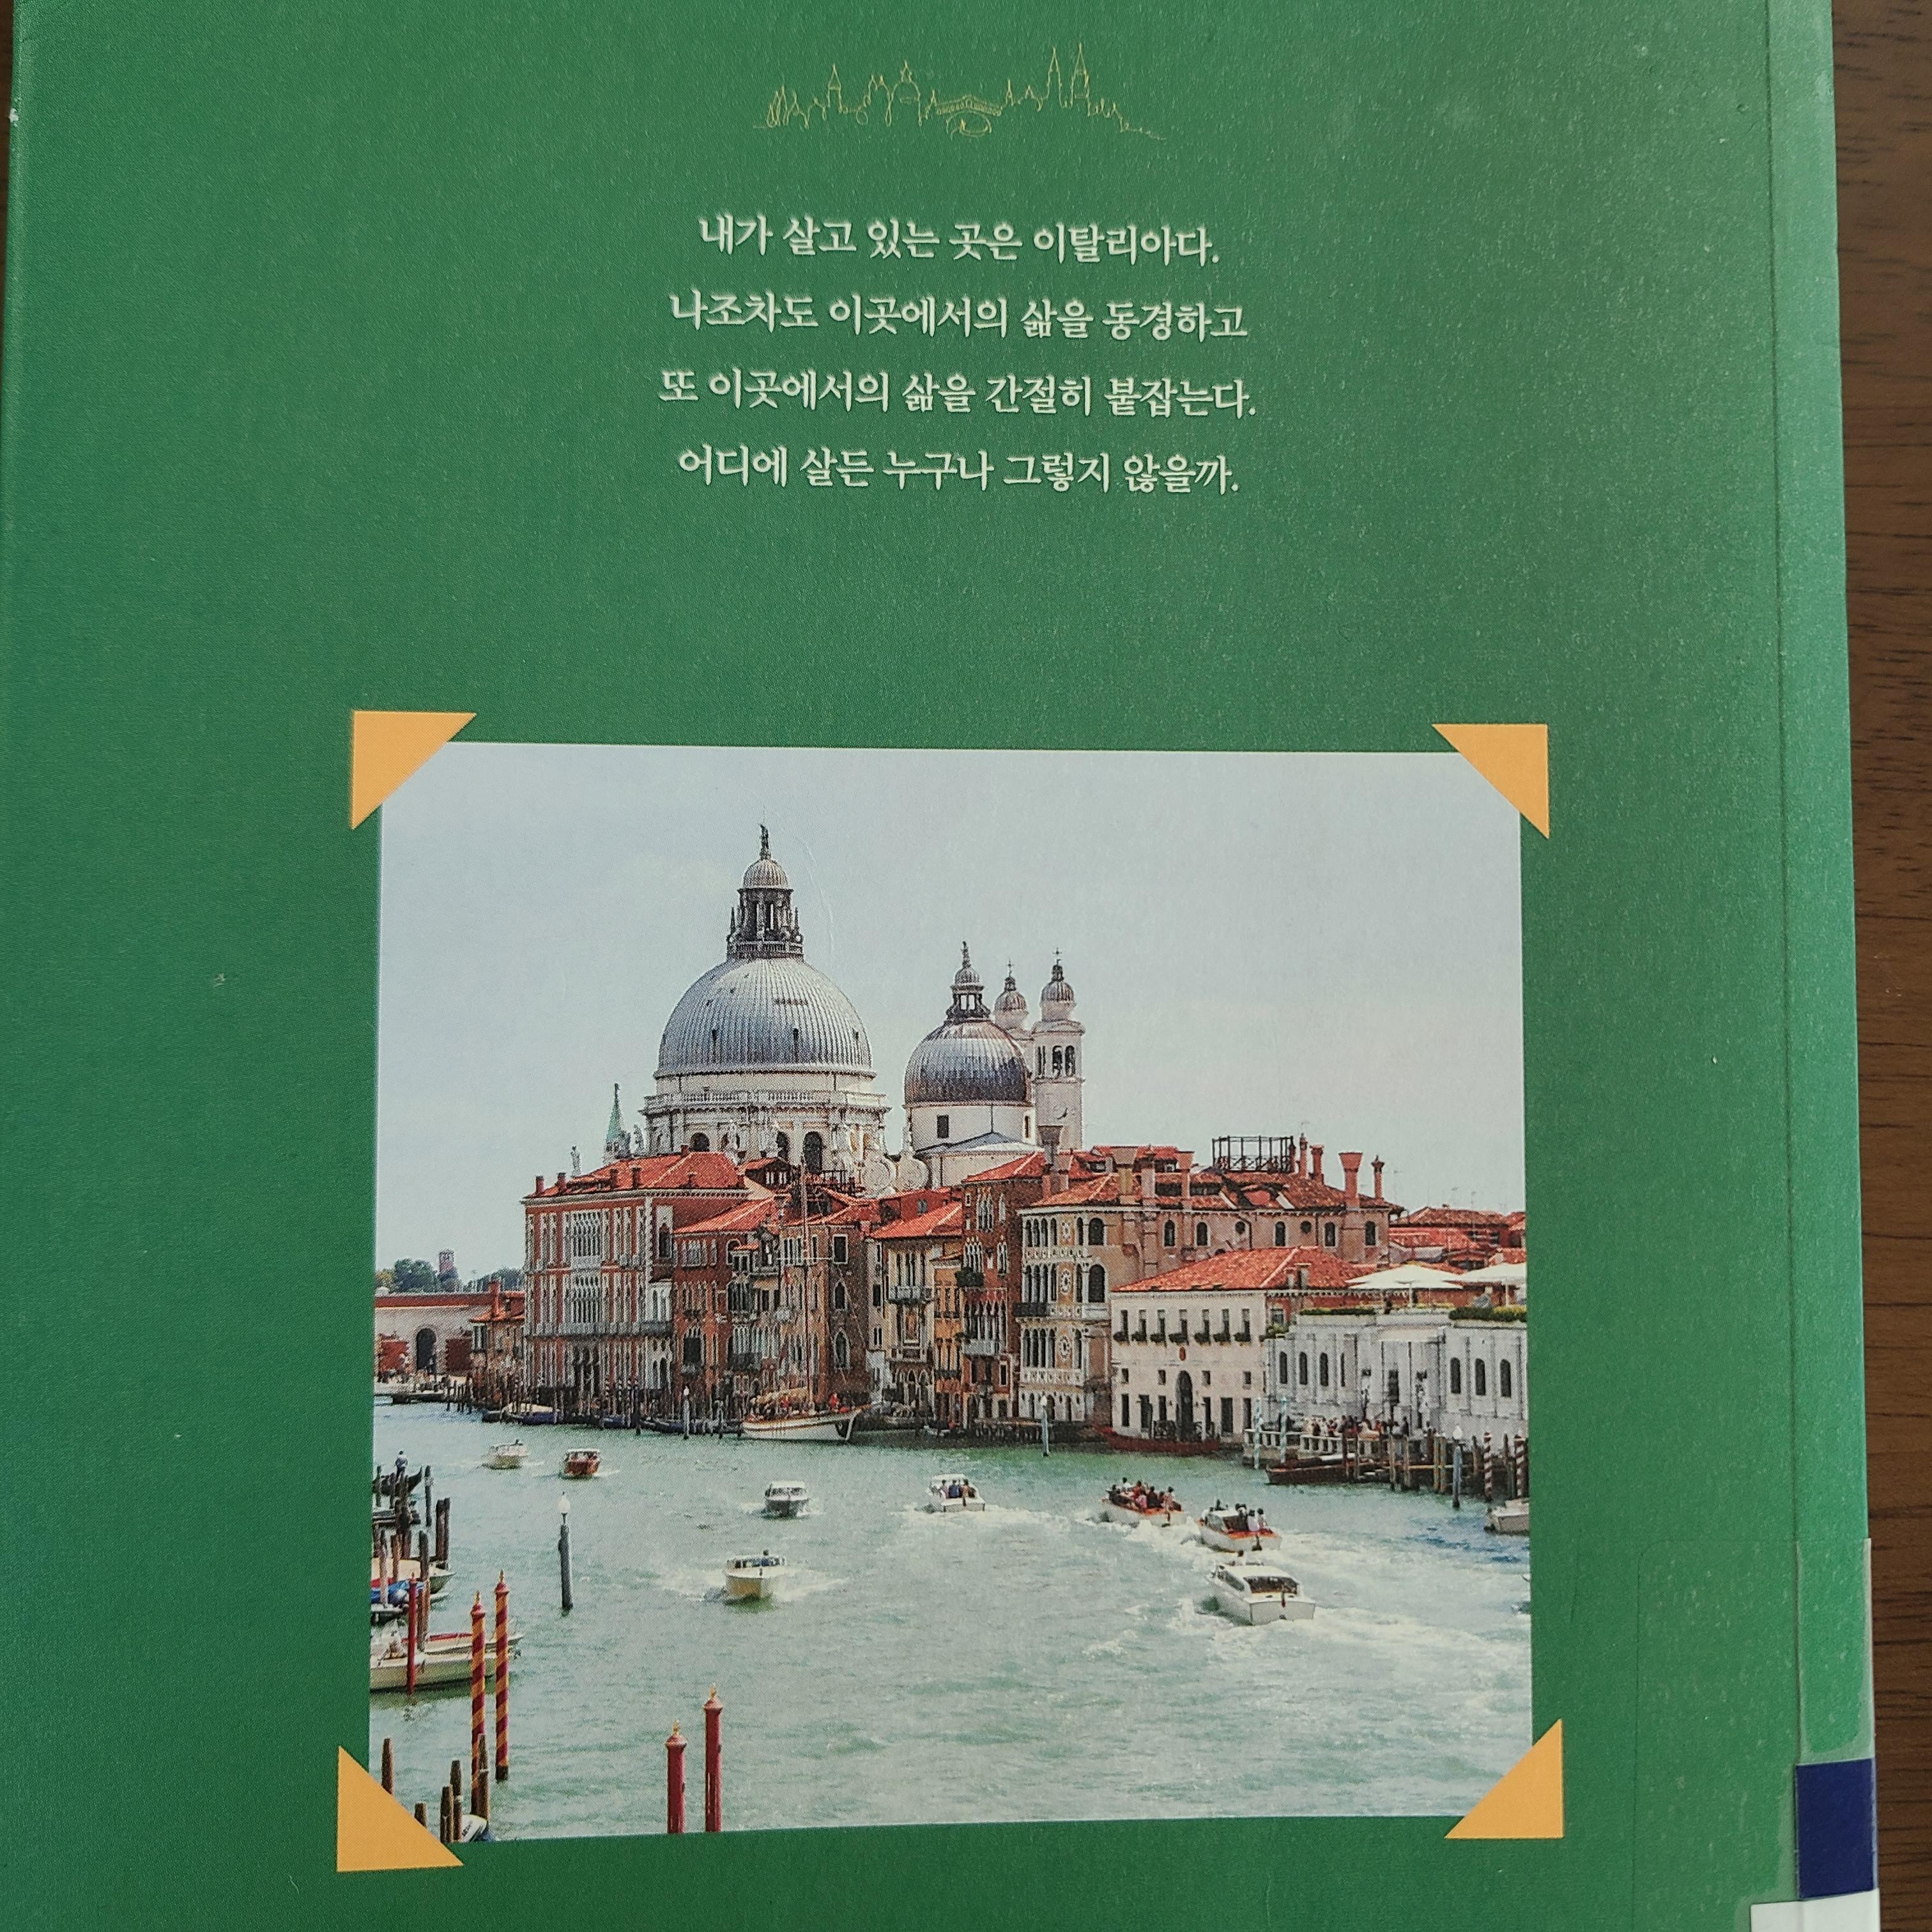 내가 살고 있는 곳은 이탈리아다.
나조차도 이곳에서의 삶을 동경하고
또 이곳에서의 삶을 간절히 붙잡는다.
어디에 살든 누구나 그렇지 않을까.